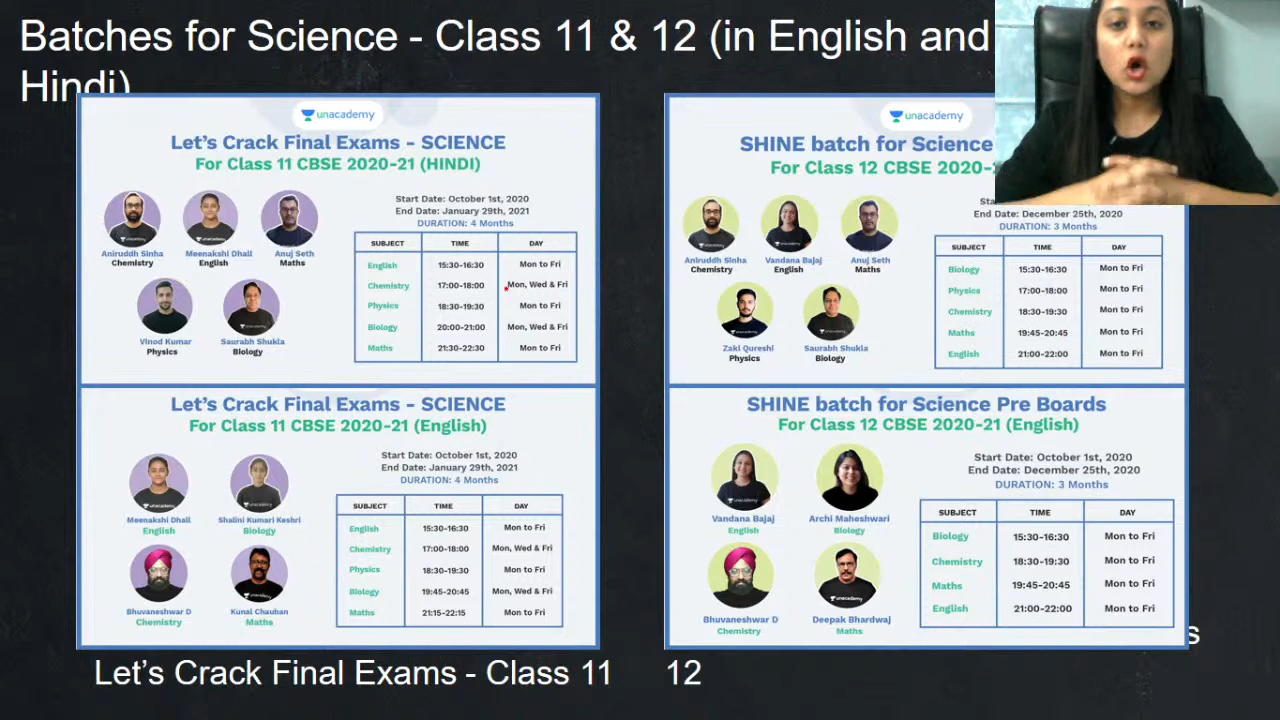 Batches for Science - Class 11 & 12 (in English and
Hindi)
unacademy
Let's Crack Final Exams - SCIENCE
For Class 11 CBSE 2020-21 (HINDI)
Start Date: October 1st, 2020
End Date: January 29th, 2021
DURATION: 4 Months
Aniruddh Sinha
Chemistry
Meenakshi Dhall
English
Anuj Seth
Maths
Vinod Kumar
Physics
Saurabh Shukla
Biology
SUBJECT TIME DAY
English 15:30-16:30 Mon to Fri
Chemistry 17:00-18:00 Mon, Wed & Fri
Physics 18:30-19:30 Mon to Fri
Biology 20:00-21:00 Mon, Wed & Fri
Maths 21:30-22:30 Mon to Fri
unacademy
SHINE batch for Science
For Class 12 CBSE 2020-2
End Date: December 25th, 2020
DURATION: 3 Months
Aniruddh Sinha
Chemistry
Vandana Bajaj
English
Anuj Seth
Maths
Zaki Qureshi
Physics
Saurabh Shukla
Biology
SUBJECT TIME DAY
Biology 15:30-16:30 Mon to Fri
Physics 17:00-18:00 Mon to Fri
Chemistry 18:30-19:30 Mon to Fri
Maths 19:45-20:45 Mon to Fri
English 21:00-22:00 Mon to Fri
Let's Crack Final Exams - SCIENCE
For Class 11 CBSE 2020-21 (English)
Start Date: October 1st, 2020
End Date: January 29th, 2021
DURATION: 4 Months
Meenakshi Dhall
English
Shalini Kumari Keshri
Biology
Bhuvaneshwar D
Chemistry
Kunal Chauhan
Maths
SUBJECT TIME DAY
English 15:30-16:30 Mon to Fri
Chemistry 17:00-18:00 Mon, Wed & Fri
Physics 18:30-19:30 Mon to Fri
Biology 19:45-20:45 Mon, Wed & Fri
Maths 21:15-22:15 Mon to Fri
SHINE batch for Science Pre Boards
For Class 12 CBSE 2020-21 (English)
Start Date: October 1st, 2020
End Date: December 25th, 2020
DURATION: 3 Months
Vandana Bajaj
English
Archi Maheshwari
Biology
Bhuvaneshwar D
Chemistry
Deepak Bhardwaj
Maths
SUBJECT TIME DAY
Biology 15:30-16:30 Mon to Fri
Chemistry 18:30-19:30 Mon to Fri
Maths 19:45-20:45 Mon to Fri
English 21:00-22:00 Mon to Fri
s
Let's Crack Final Exams - Class 11
12